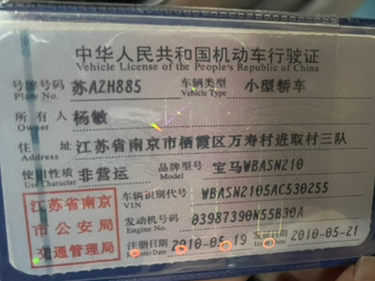 中华人民共和国机动车行驶证
Vehicle License of the People's Republic of China
号牌号码 苏AZH885 车辆类型 小型轿车
Plate No. Vehicle Type
所有人 杨敏
Owner
住址 江苏省南京市栖霞区万寿村进取村三队
Address
使用性质 非营运 品牌型号 宝马WBASN210
Use Character Model
江苏省南京市公安局交通管理局
车辆识别代号 WBASN2105AC530255
VIN
发动机号码 03987390N55B30A
Engine No.
注册日期 2010-05-19 发证日期 2010-05-21
Register Date Issue Date